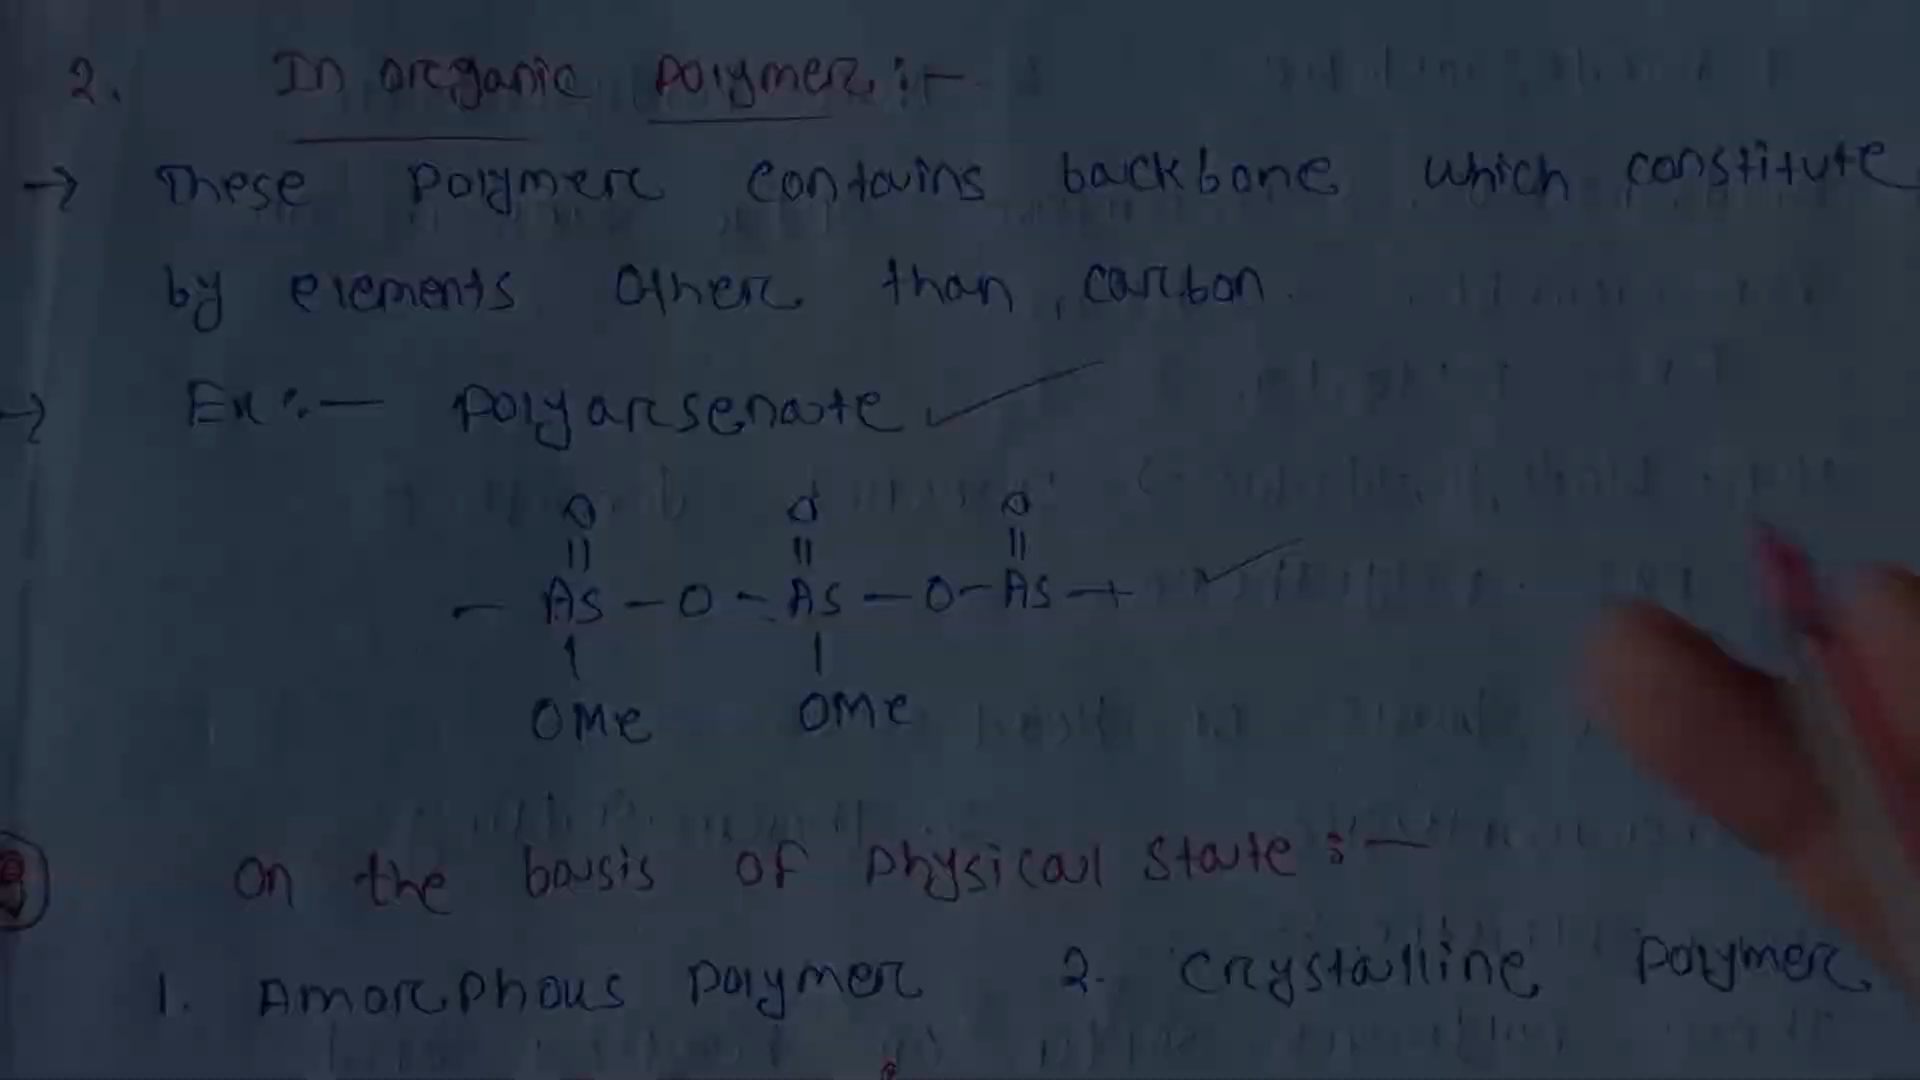 2. Inorganic polymer :-
→ These polymer contains backbone which constitute
by elements other than carbon.
→ Ex :- polyarsenate
O O O
|| || ||
- As - O - As - O - As -
| |
OMe OMe
On the basis of physical state :-
1. Amorphous polymer 2. Crystalline polymer